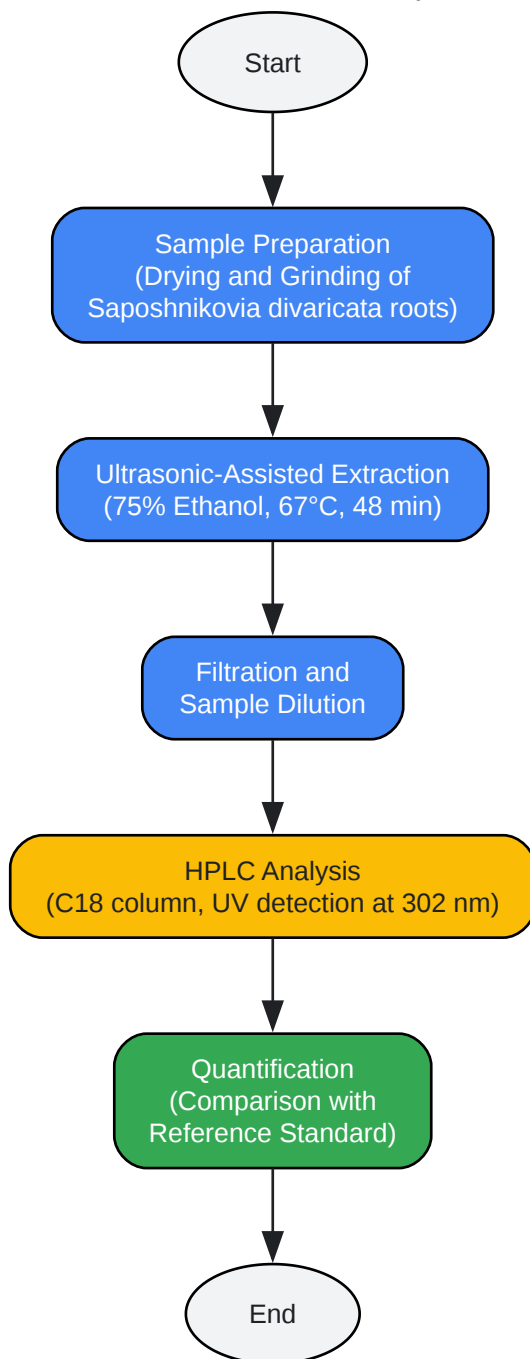 Start
Sample Preparation
(Drying and Grinding of
Saposhnikovia divaricata roots)
Ultrasonic-Assisted Extraction
(75% Ethanol, 67°C, 48 min)
Filtration and
Sample Dilution
HPLC Analysis
(C18 column, UV detection at 302 nm)
Quantification
(Comparison with
Reference Standard)
End